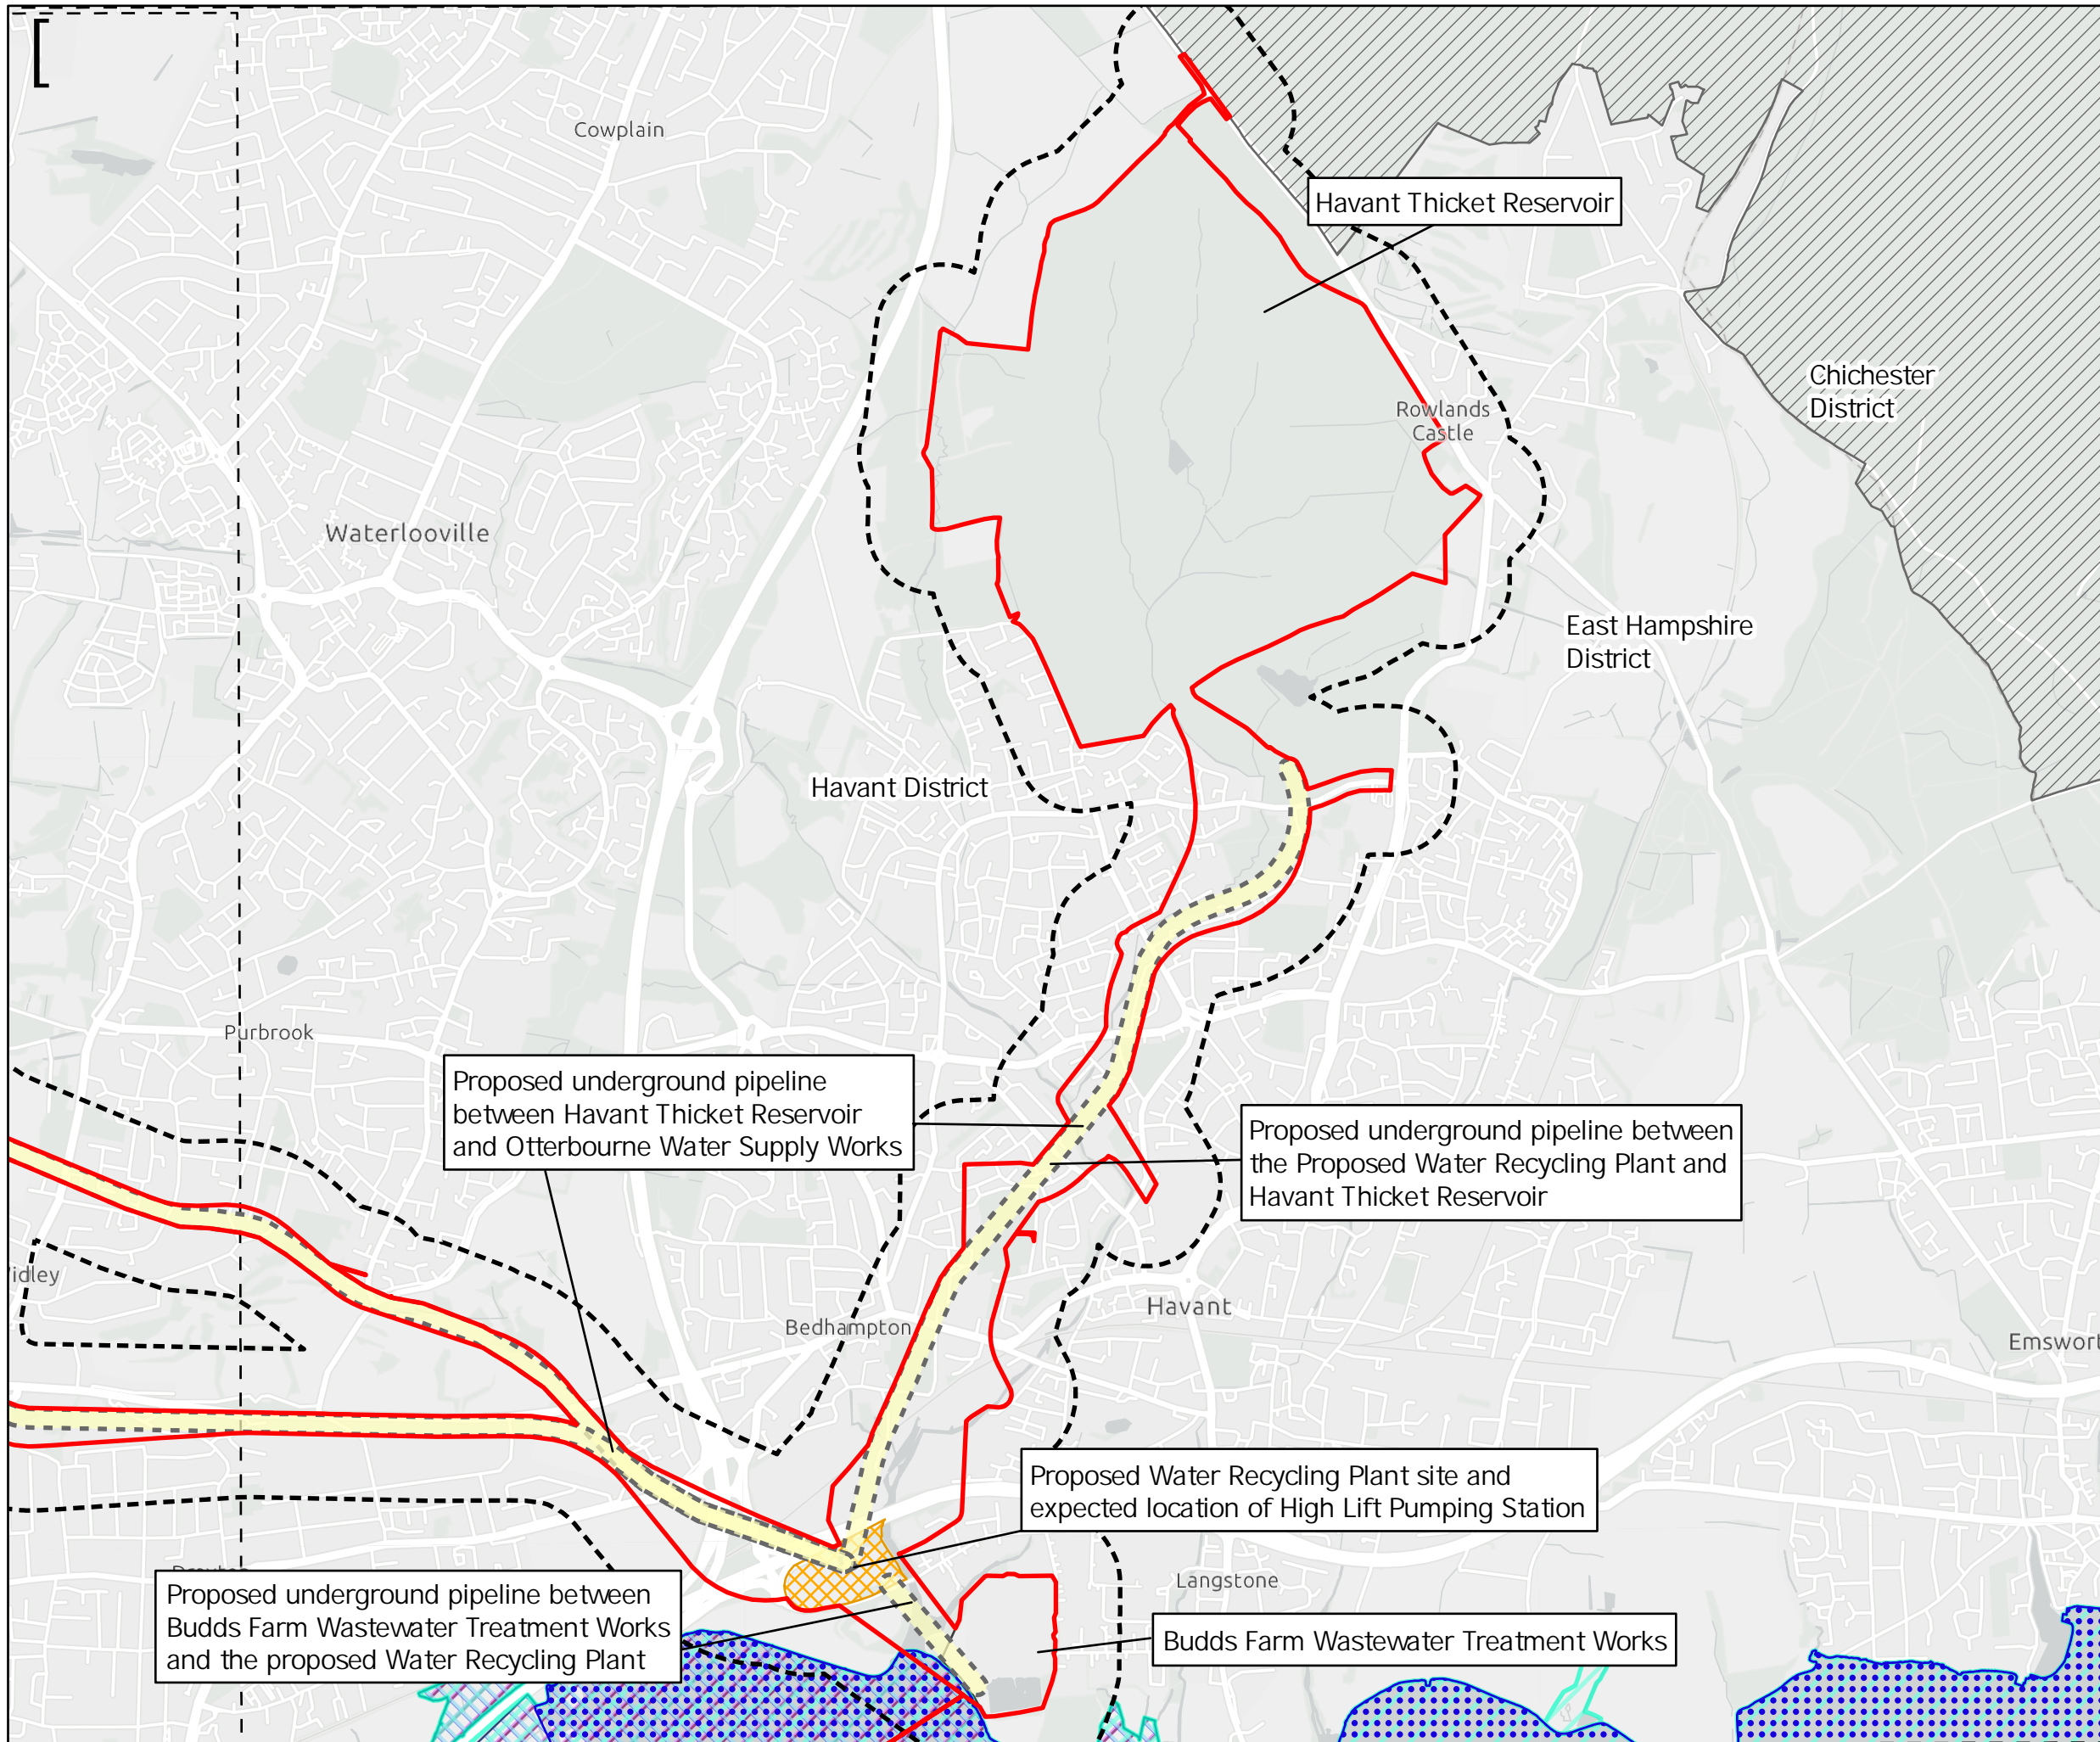 [
Cowplain
Havant Thicket Reservoir
Chichester
District
Rowlands
Castle
Waterlooville
East Hampshire
District
Havant District
Purbrook
Proposed underground pipeline
between Havant Thicket Reservoir
and Otterbourne Water Supply Works
Proposed underground pipeline between
the Proposed Water Recycling Plant and
Havant Thicket Reservoir
idley
Havant
Bedhampton
Emswort
Proposed Water Recycling Plant site and
expected location of High Lift Pumping Station
Langstone
Proposed underground pipeline between
Budds Farm Wastewater Treatment Works
and the proposed Water Recycling Plant
Budds Farm Wastewater Treatment Works